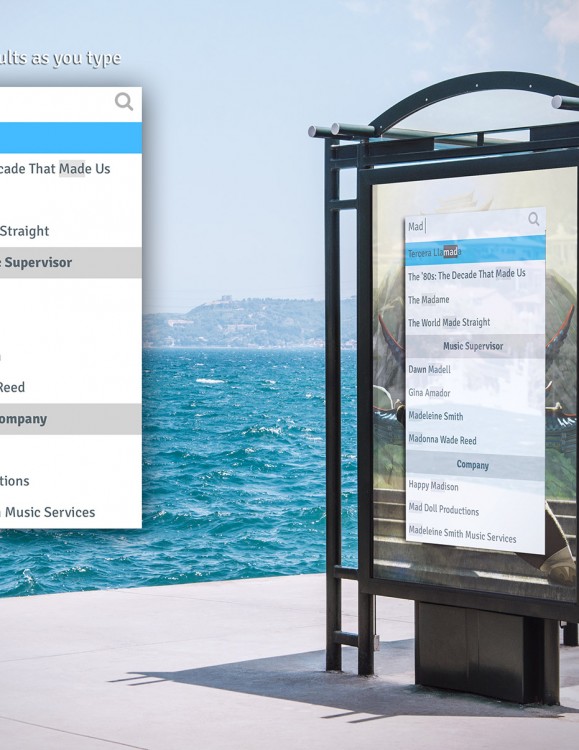 ults as you type
cade That Made Us
Straight
Supervisor
Reed
ompany
tions
Music Services
Mad
Tercera Llamada
The '80s: The Decade That Made Us
The Madame
The World Made Straight
Music Supervisor
Dawn Madell
Gina Amador
Madeleine Smith
Madonna Wade Reed
Company
Happy Madison
Mad Doll Productions
Madeleine Smith Music Services